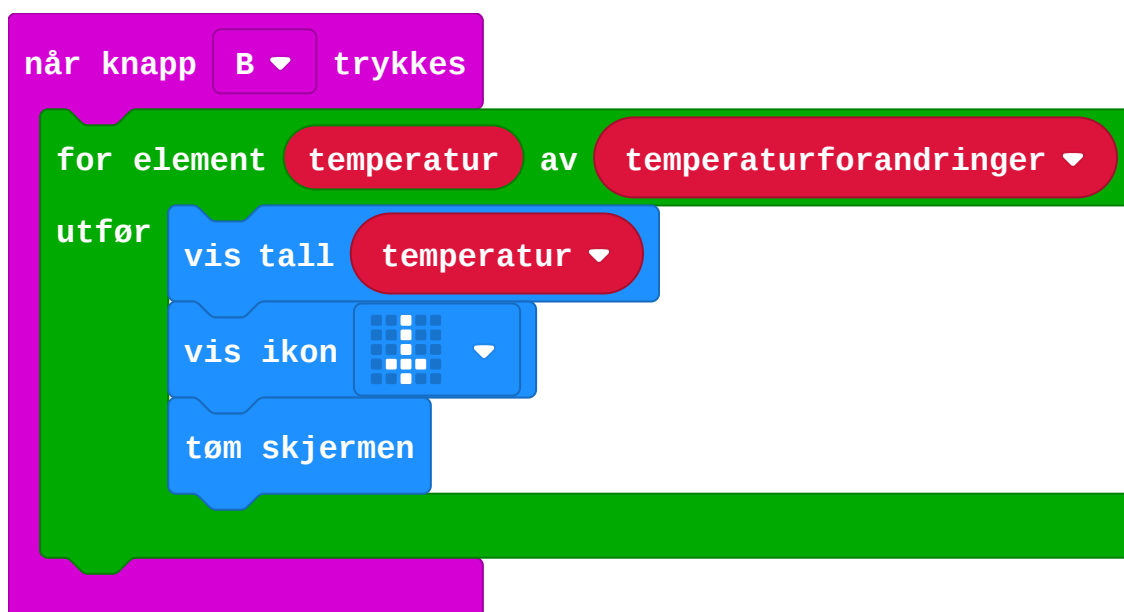 når knapp B trykkes
for element temperatur av temperaturforandringer
utfør
vis tall temperatur
vis ikon
tøm skjermen